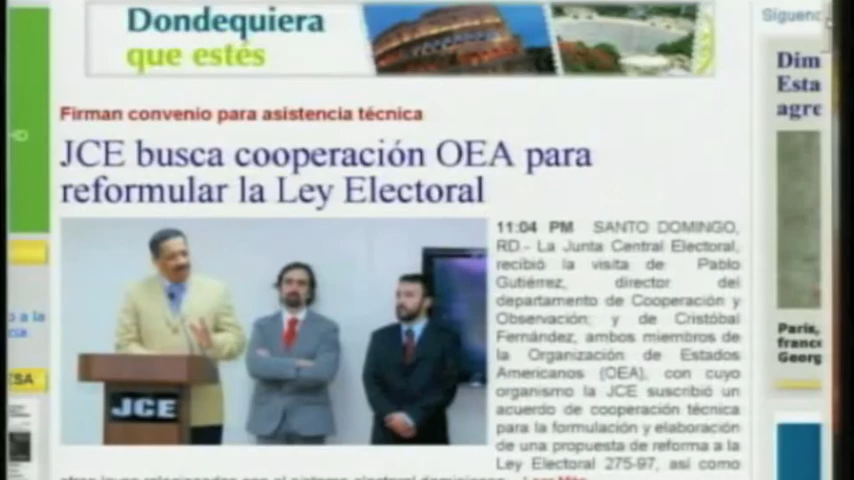 Dondequiera
que estés
Síguenos
Firman convenio para asistencia técnica
JCE busca cooperación OEA para
reformular la Ley Electoral
11:04 PM SANTO DOMINGO,
RD.- La Junta Central Electoral,
recibió la visita de Pablo
Gutiérrez, director del
departamento de Cooperación y
Observación; y de Cristóbal
Fernández, ambos miembros de
la Organización de Estados
Americanos (OEA), con cuyo
organismo la JCE suscribió un
acuerdo de cooperación técnica
para la formulación y elaboración
de una propuesta de reforma a la
Ley Electoral 275-97, así como
JCE
Dim
Esta
agre
París,
france
Georg
o a la
cia
ESA